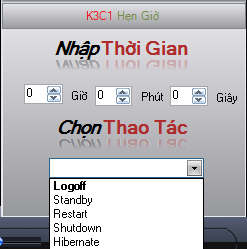 K3C1 Hẹn Giờ
Nhập Thời Gian
0 Giờ 0 Phút 0 Giây
Chọn Thao Tác
Logoff
Standby
Restart
Shutdown
Hibernate